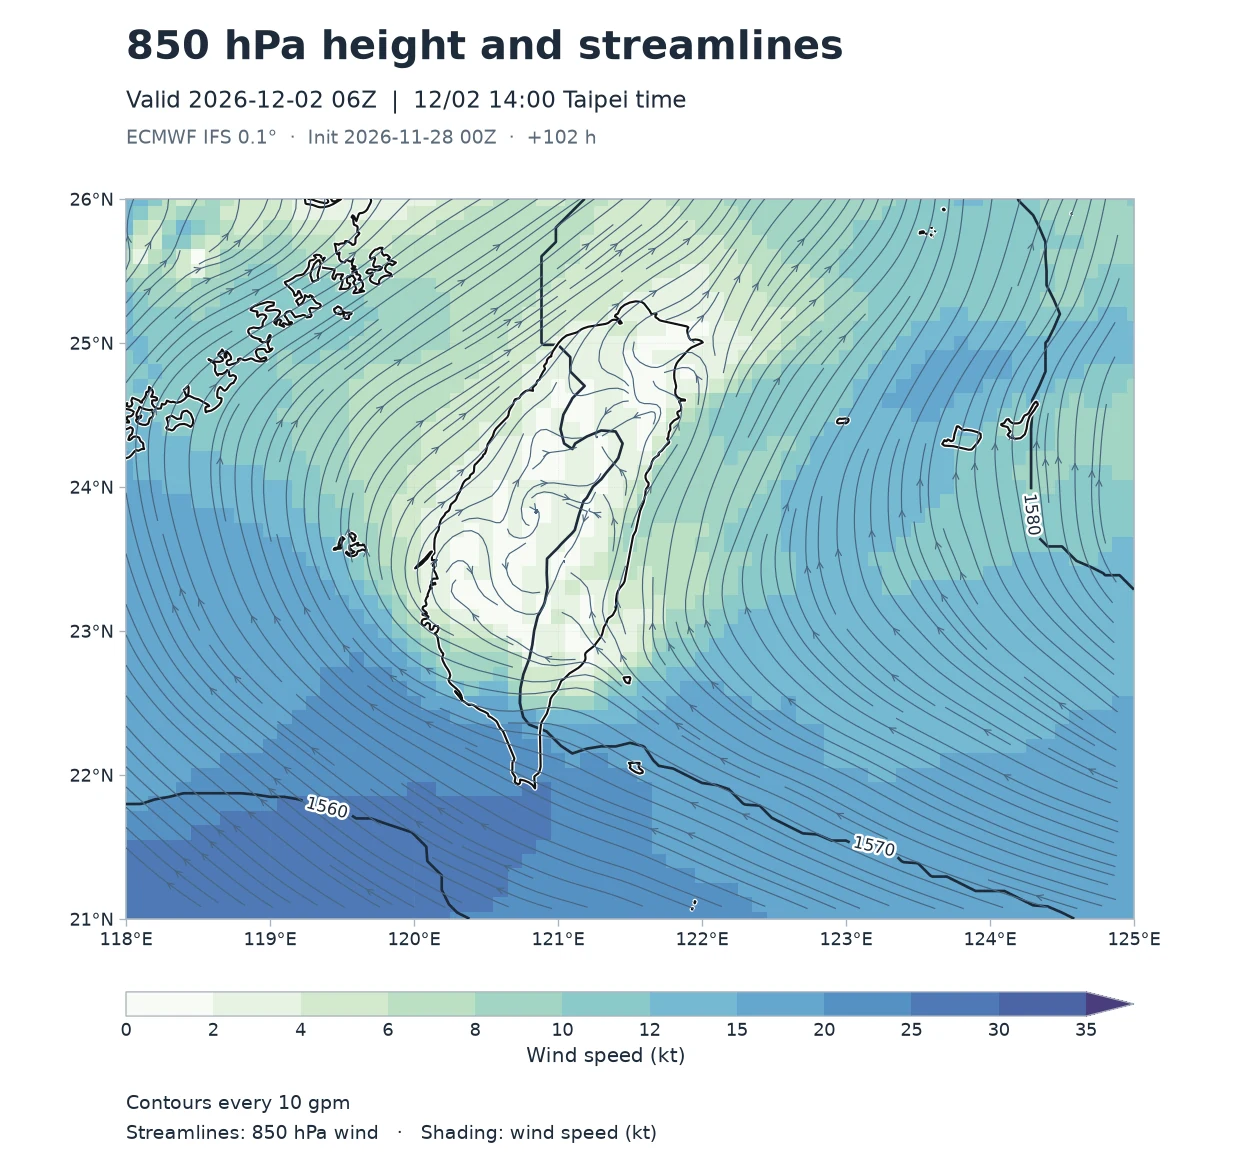 850 hPa height and streamlines
Valid 2026-12-02 06Z | 12/02 14:00 Taipei time
ECMWF IFS 0.1° · Init 2026-11-28 00Z · +102 h
26°N
25°N
24°N
1580
23°N
22°N
1560
1570
21°N
118°E 119°E 120°E 121°E 122°E 123°E 124°E 125°E
0 2 4 6 8 10 12 15 20 25 30 35
Wind speed (kt)
Contours every 10 gpm
Streamlines: 850 hPa wind · Shading: wind speed (kt)